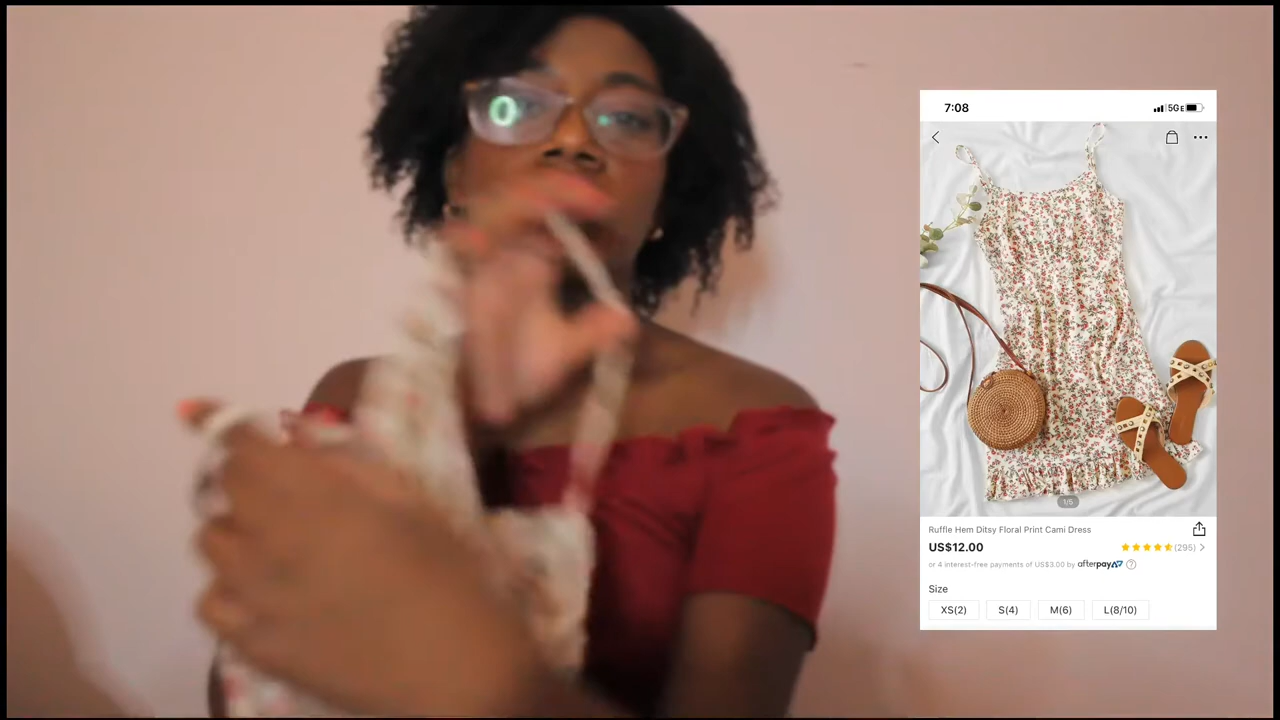 7:08
5GE
1/5
Ruffle Hem Ditsy Floral Print Cami Dress
US$12.00
(295)
or 4 interest-free payments of US$3.00 by afterpay
Size
XS(2) S(4) M(6) L(8/10)